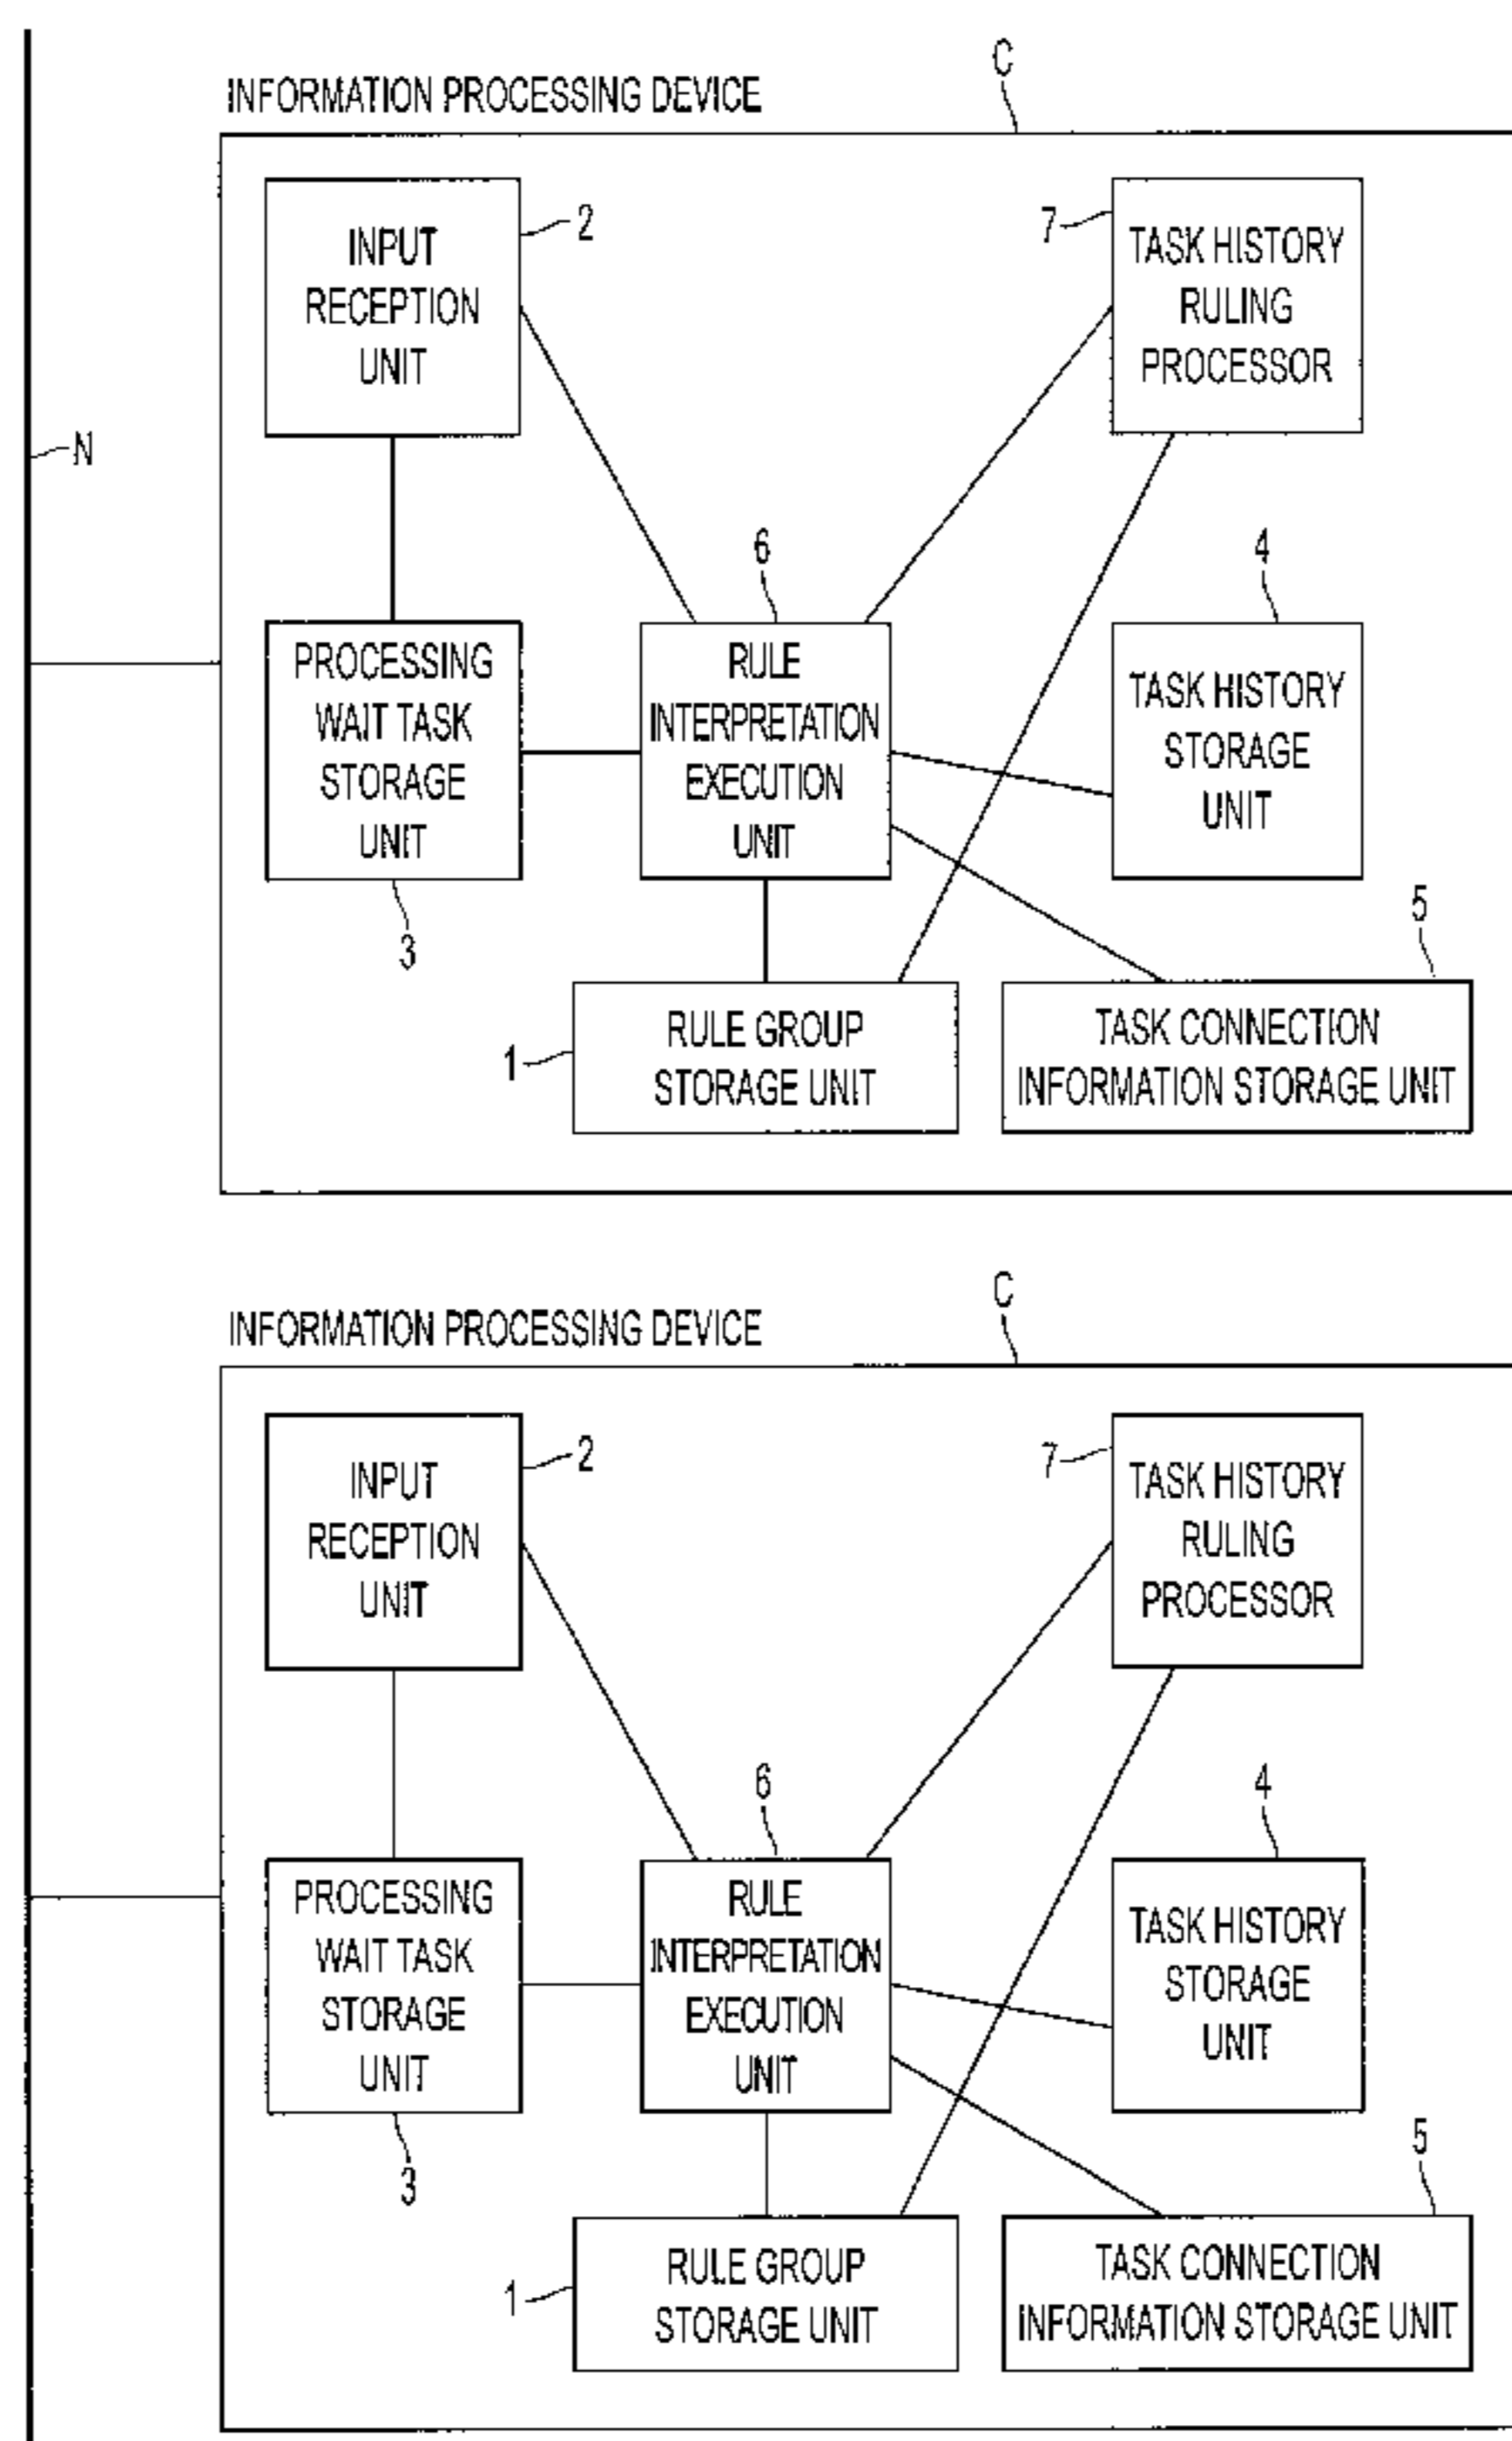 C
INFORMATION PROCESSING DEVICE
2
7
INPUT
RECEPTION
UNIT
TASK HISTORY
RULING
PROCESSOR
N
6
4
PROCESSING
WAIT TASK
STORAGE
UNIT
RULE
INTERPRETATION
EXECUTION
UNIT
TASK HISTORY
STORAGE
UNIT
3
5
1
RULE GROUP
STORAGE UNIT
TASK CONNECTION
INFORMATION STORAGE UNIT
C
INFORMATION PROCESSING DEVICE
2
7
INPUT
RECEPTION
UNIT
TASK HISTORY
RULING
PROCESSOR
6
4
PROCESSING
WAIT TASK
STORAGE
UNIT
RULE
INTERPRETATION
EXECUTION
UNIT
TASK HISTORY
STORAGE
UNIT
3
5
1
RULE GROUP
STORAGE UNIT
TASK CONNECTION
INFORMATION STORAGE UNIT